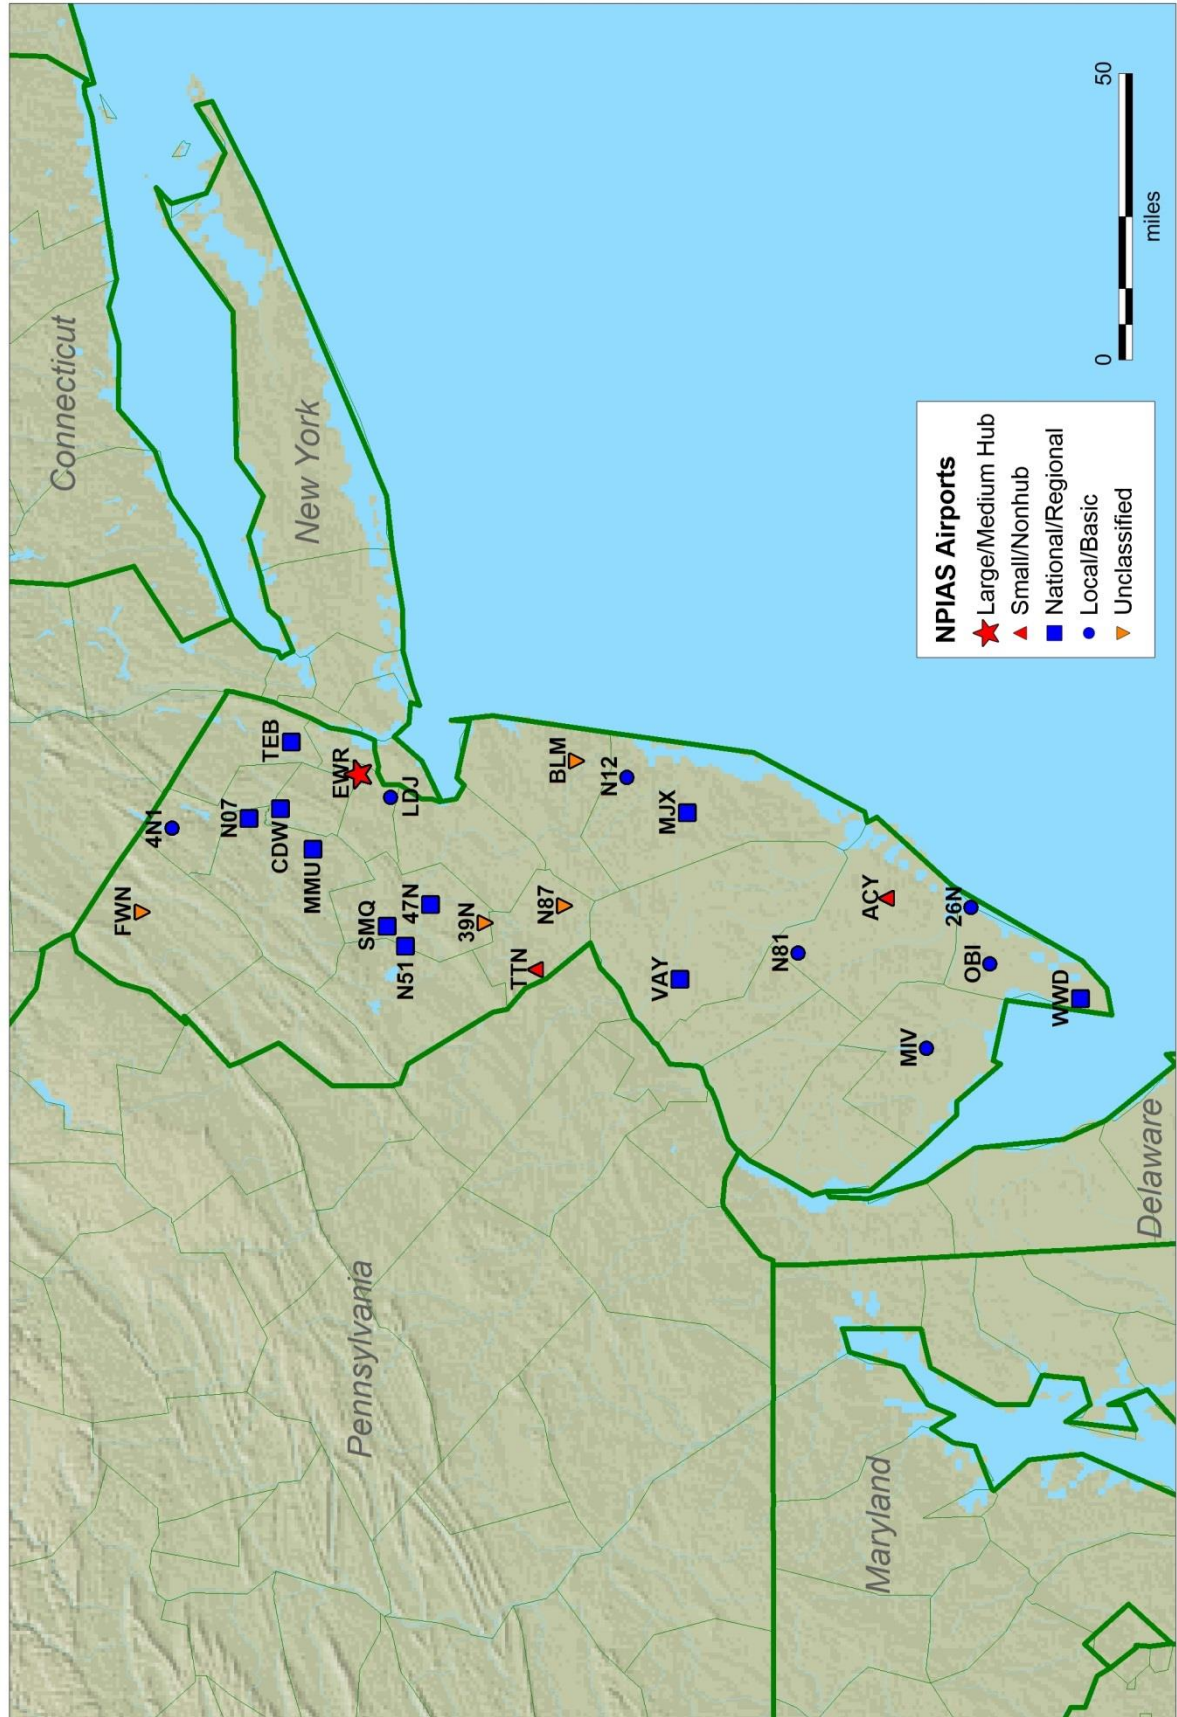 Connecticut
New York
Pennsylvania
Maryland
Delaware
FWN
4N1
N07
TEB
CDW
MMU
EWR
LDJ
SMQ
47N
N51
39N
TTN
N87
BLM
N12
MJX
VAY
N81
ACY
MIV
26N
OBI
WWD
NPIAS Airports
Large/Medium Hub
Small/Nonhub
National/Regional
Local/Basic
Unclassified
0
50
miles